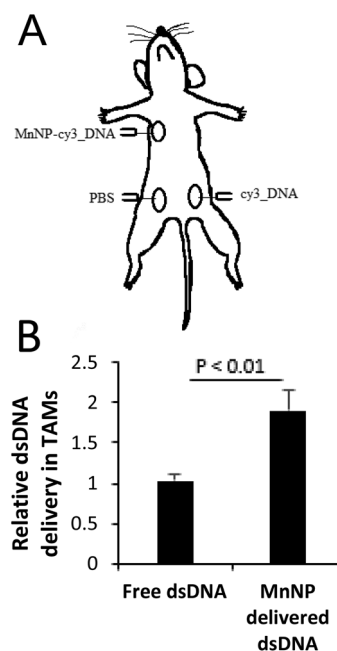 A
MnNP-cy3_DNA
PBS
cy3_DNA
B
Relative dsDNA
delivery in TAMs
2.5
2
1.5
1
0.5
0
P < 0.01
Free dsDNA
MnNP
delivered
dsDNA